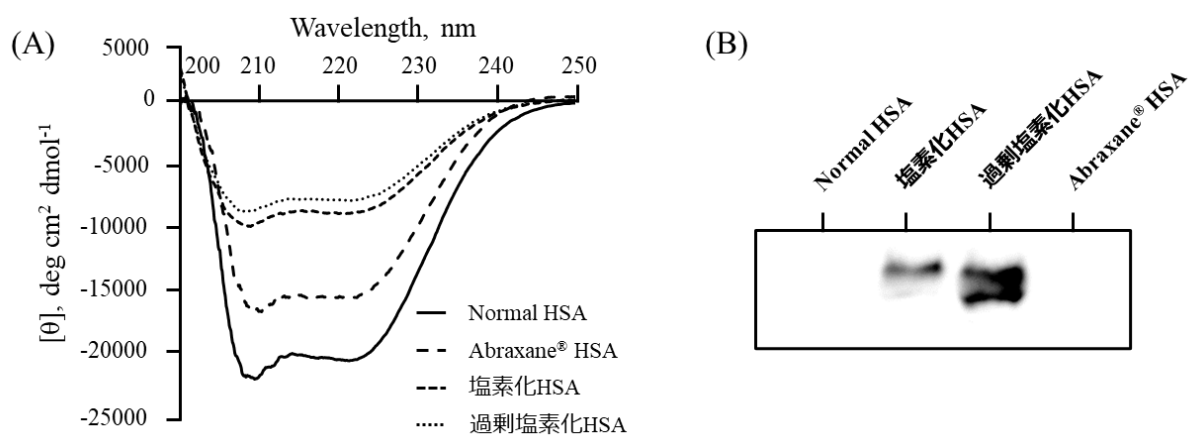 (A)
Wavelength, nm
200 210 220 230 240 250
5000
0
-5000
-10000
-15000
-20000
-25000
[θ], deg cm² dmol⁻¹
Normal HSA
Abraxane® HSA
塩素化HSA
過剰塩素化HSA
(B)
Normal HSA
塩素化HSA
過剰塩素化HSA
Abraxane® HSA